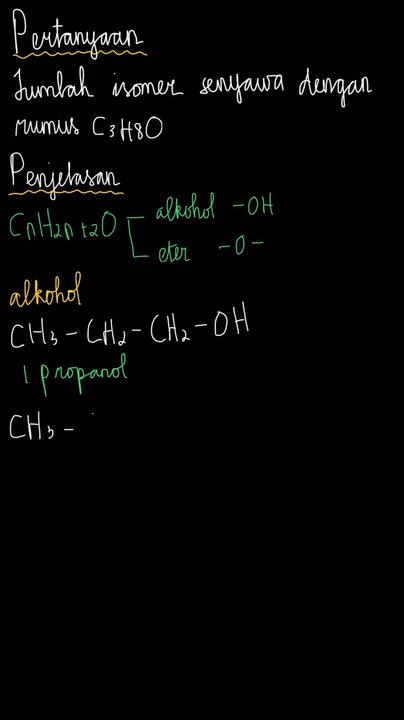 Pertanyaan
Jumlah isomer senyawa dengan
rumus C3H8O
Penjelasan
CnH2n+2O
alkohol -OH
eter -O-
alkohol
CH3 - CH2 - CH2 - OH
1 propanol
CH3 -